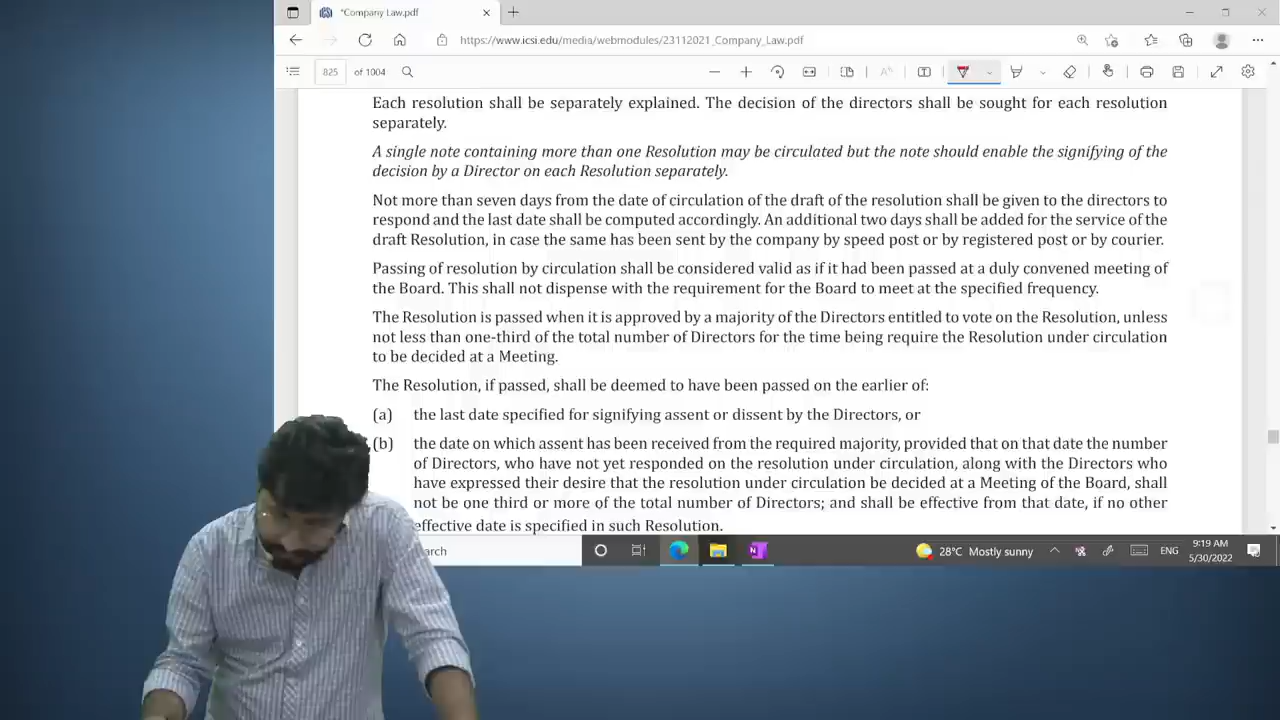 *Company Law.pdf
https://www.icsi.edu/media/webmodules/23112021_Company_Law.pdf
825 of 1004
Each resolution shall be separately explained. The decision of the directors shall be sought for each resolution
separately.
A single note containing more than one Resolution may be circulated but the note should enable the signifying of the
decision by a Director on each Resolution separately.
Not more than seven days from the date of circulation of the draft of the resolution shall be given to the directors to
respond and the last date shall be computed accordingly. An additional two days shall be added for the service of the
draft Resolution, in case the same has been sent by the company by speed post or by registered post or by courier.
Passing of resolution by circulation shall be considered valid as if it had been passed at a duly convened meeting of
the Board. This shall not dispense with the requirement for the Board to meet at the specified frequency.
The Resolution is passed when it is approved by a majority of the Directors entitled to vote on the Resolution, unless
not less than one-third of the total number of Directors for the time being require the Resolution under circulation
to be decided at a Meeting.
The Resolution, if passed, shall be deemed to have been passed on the earlier of:
(a) the last date specified for signifying assent or dissent by the Directors, or
(b) the date on which assent has been received from the required majority, provided that on that date the number
of Directors, who have not yet responded on the resolution under circulation, along with the Directors who
have expressed their desire that the resolution under circulation be decided at a Meeting of the Board, shall
not be one third or more of the total number of Directors; and shall be effective from that date, if no other
effective date is specified in such Resolution.
earch
28°C Mostly sunny
ENG
9:19 AM
5/30/2022